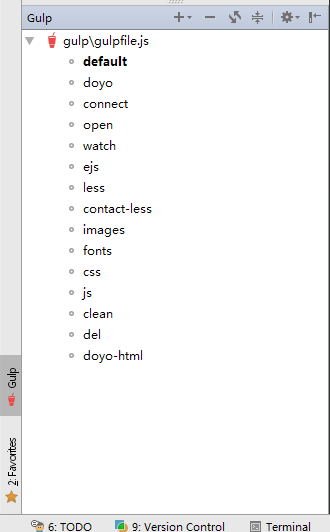 Gulp
gulp\gulpfile.js
default
doyo
connect
open
watch
ejs
less
contact-less
images
fonts
css
js
clean
del
doyo-html
Gulp
2: Favorites
6: TODO
9: Version Control
Terminal